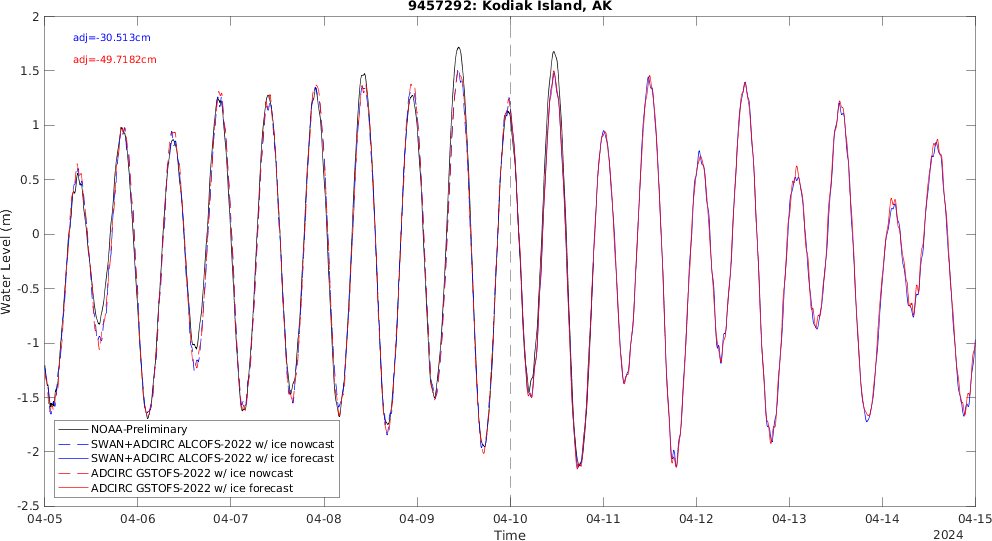 9457292: Kodiak Island, AK
adj=-30.513cm
adj=-49.7182cm
2
1.5
1
0.5
0
-0.5
-1
-1.5
-2
-2.5
Water Level (m)
NOAA-Preliminary
SWAN+ADCIRC ALCOFS-2022 w/ ice nowcast
SWAN+ADCIRC ALCOFS-2022 w/ ice forecast
ADCIRC GSTOFS-2022 w/ ice nowcast
ADCIRC GSTOFS-2022 w/ ice forecast
04-05 04-06 04-07 04-08 04-09 04-10 04-11 04-12 04-13 04-14 04-15
Time
2024